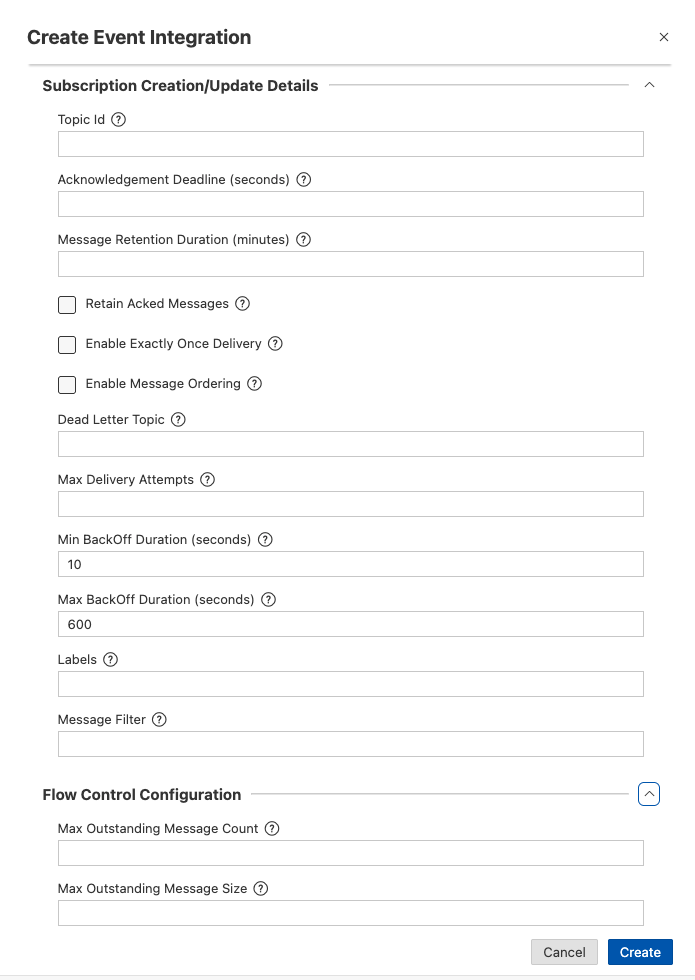 Create Event Integration
Subscription Creation/Update Details
Topic Id
Acknowledgement Deadline (seconds)
Message Retention Duration (minutes)
Retain Acked Messages
Enable Exactly Once Delivery
Enable Message Ordering
Dead Letter Topic
Max Delivery Attempts
Min BackOff Duration (seconds)
10
Max BackOff Duration (seconds)
600
Labels
Message Filter
Flow Control Configuration
Max Outstanding Message Count
Max Outstanding Message Size
Cancel Create